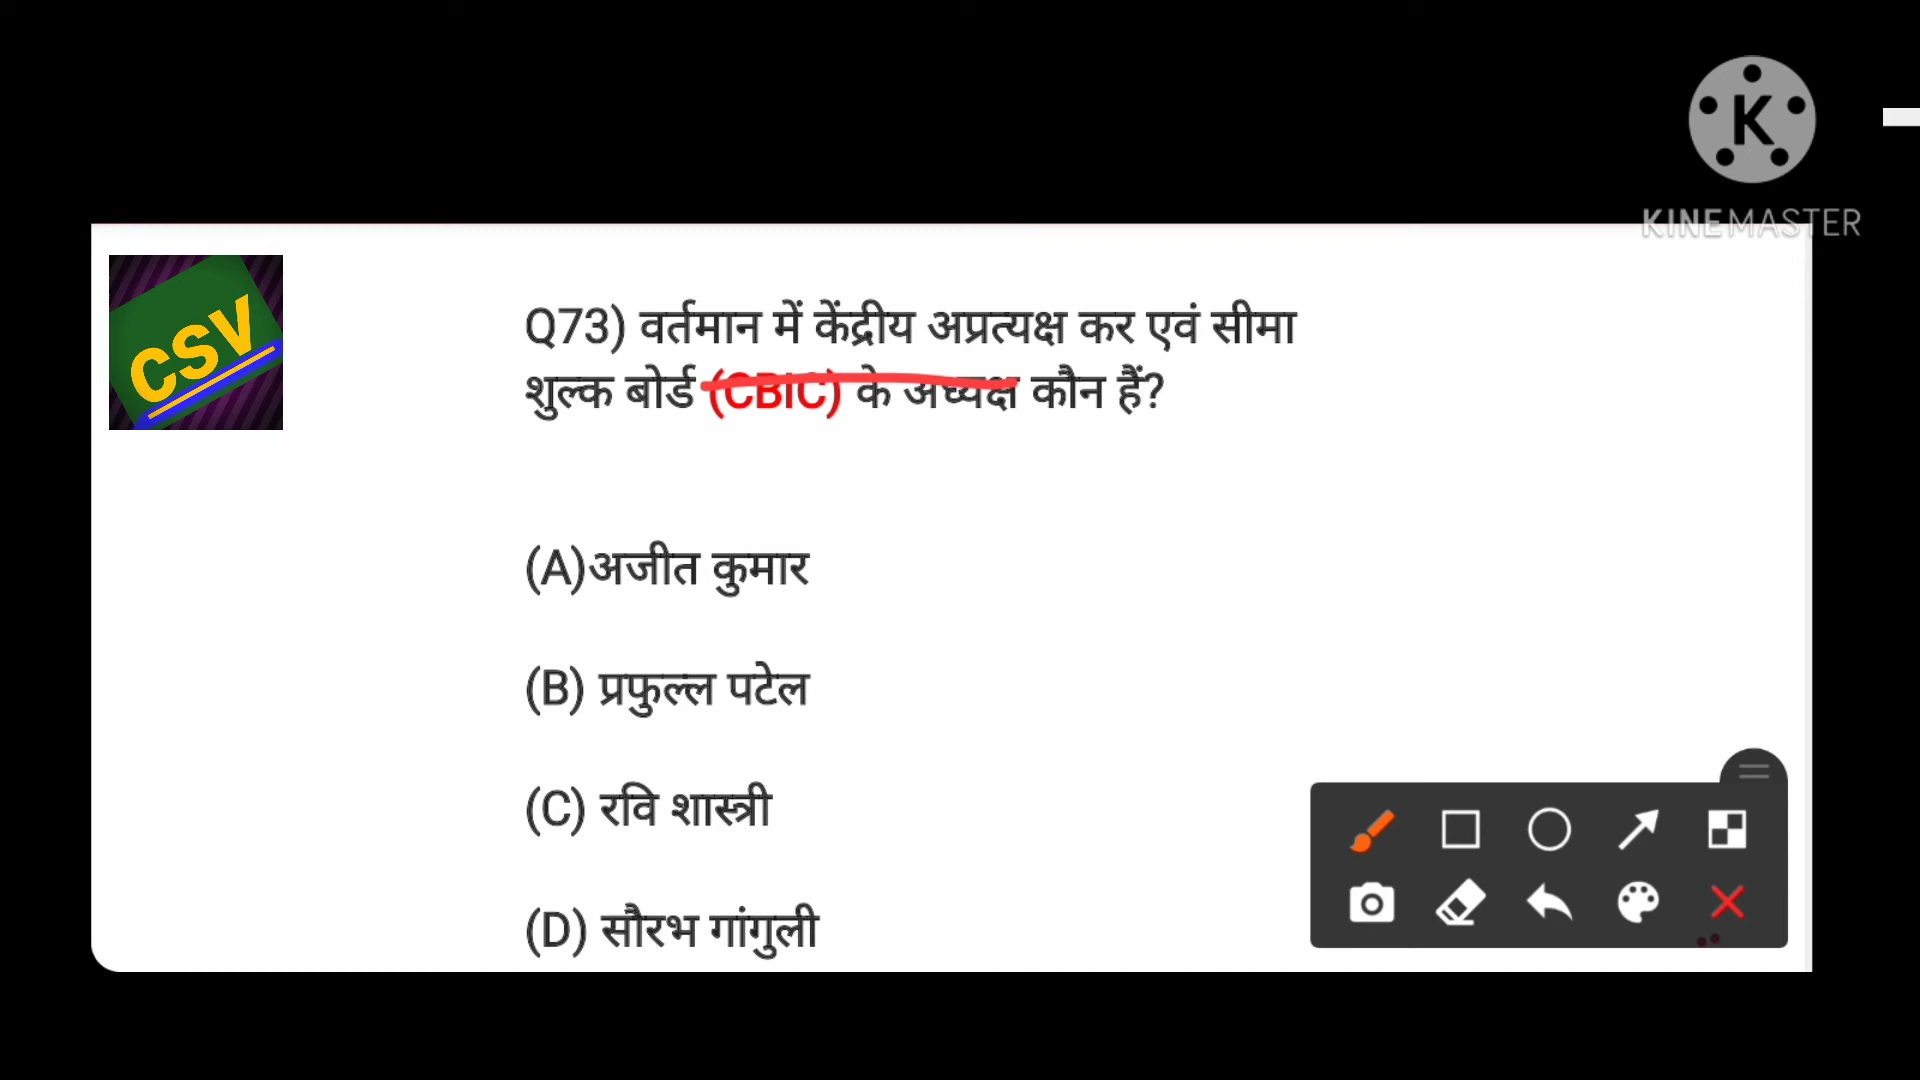 KINEMASTER
CSV
Q73) वर्तमान में केंद्रीय अप्रत्यक्ष कर एवं सीमा
शुल्क बोर्ड (CBIC) के अध्यक्ष कौन हैं?
(A)अजीत कुमार
(B) प्रफुल्ल पटेल
(C) रवि शास्त्री
(D) सौरभ गांगुली